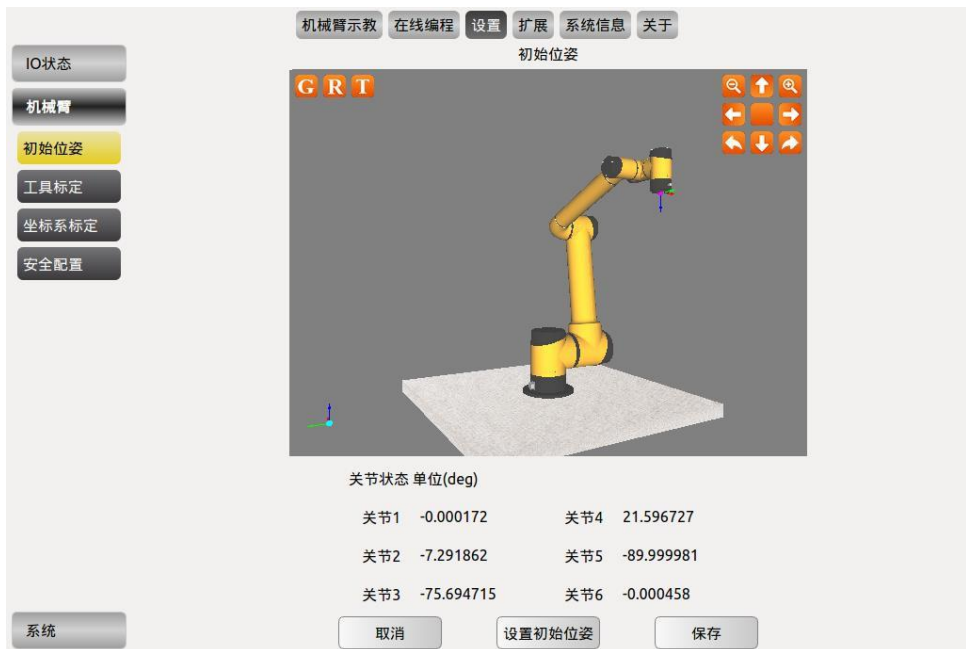 机械臂示教 在线编程 设置 扩展 系统信息 关于
初始位姿
IO状态
机械臂
初始位姿
工具标定
坐标系标定
安全配置
G R T
关节状态 单位(deg)
关节1 -0.000172 关节4 21.596727
关节2 -7.291862 关节5 -89.999981
关节3 -75.694715 关节6 -0.000458
系统 取消 设置初始位姿 保存